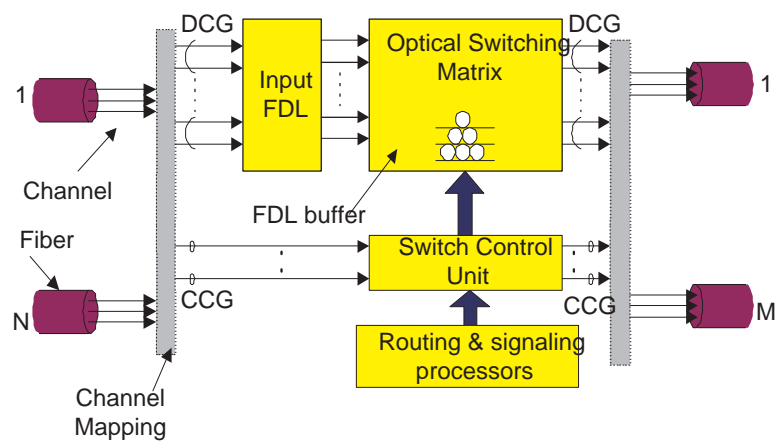 DCG
DCG
Input
FDL
Optical Switching
Matrix
1
1
Channel
FDL buffer
Fiber
Switch Control
Unit
N
CCG
CCG
M
Routing & signaling
processors
Channel
Mapping